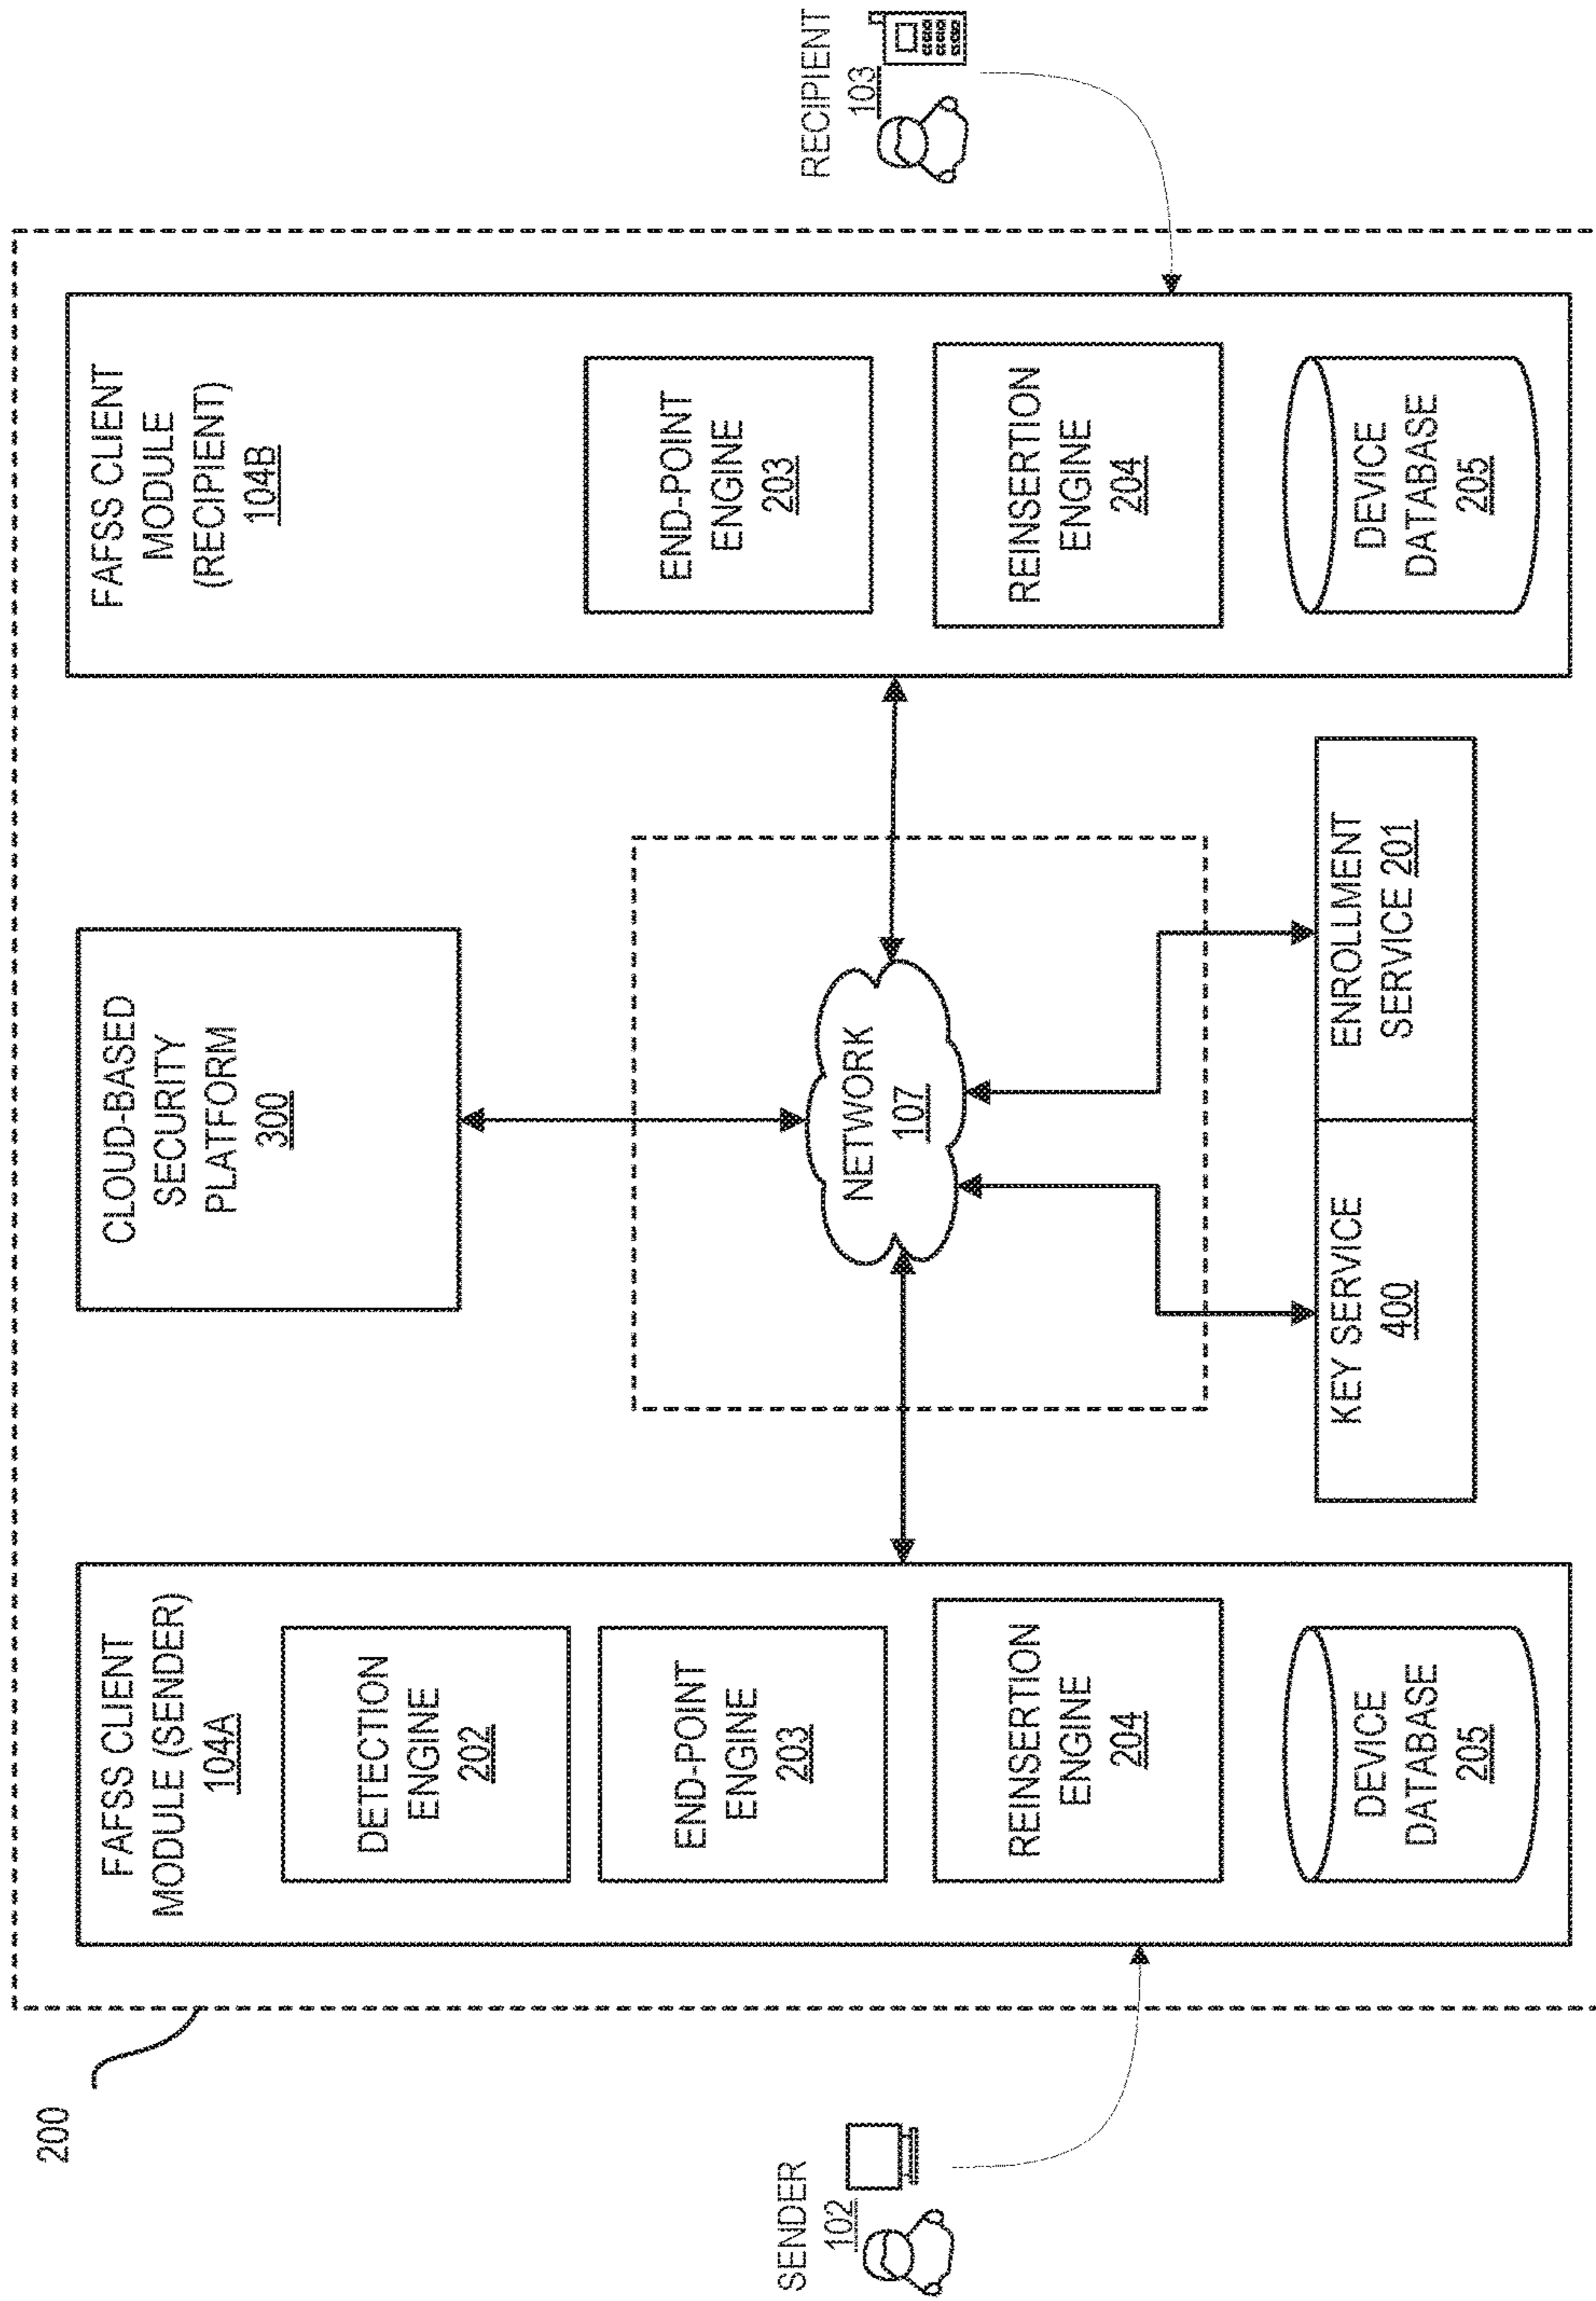 200
SENDER
102
FAFSS CLIENT
MODULE (SENDER)
104A
DETECTION
ENGINE
202
END-POINT
ENGINE
203
REINSERTION
ENGINE
204
DEVICE
DATABASE
205
CLOUD-BASED
SECURITY
PLATFORM
300
NETWORK
107
KEY SERVICE
400
ENROLLMENT
SERVICE 201
FAFSS CLIENT
MODULE
(RECIPIENT)
104B
END-POINT
ENGINE
203
REINSERTION
ENGINE
204
DEVICE
DATABASE
205
RECIPIENT
103